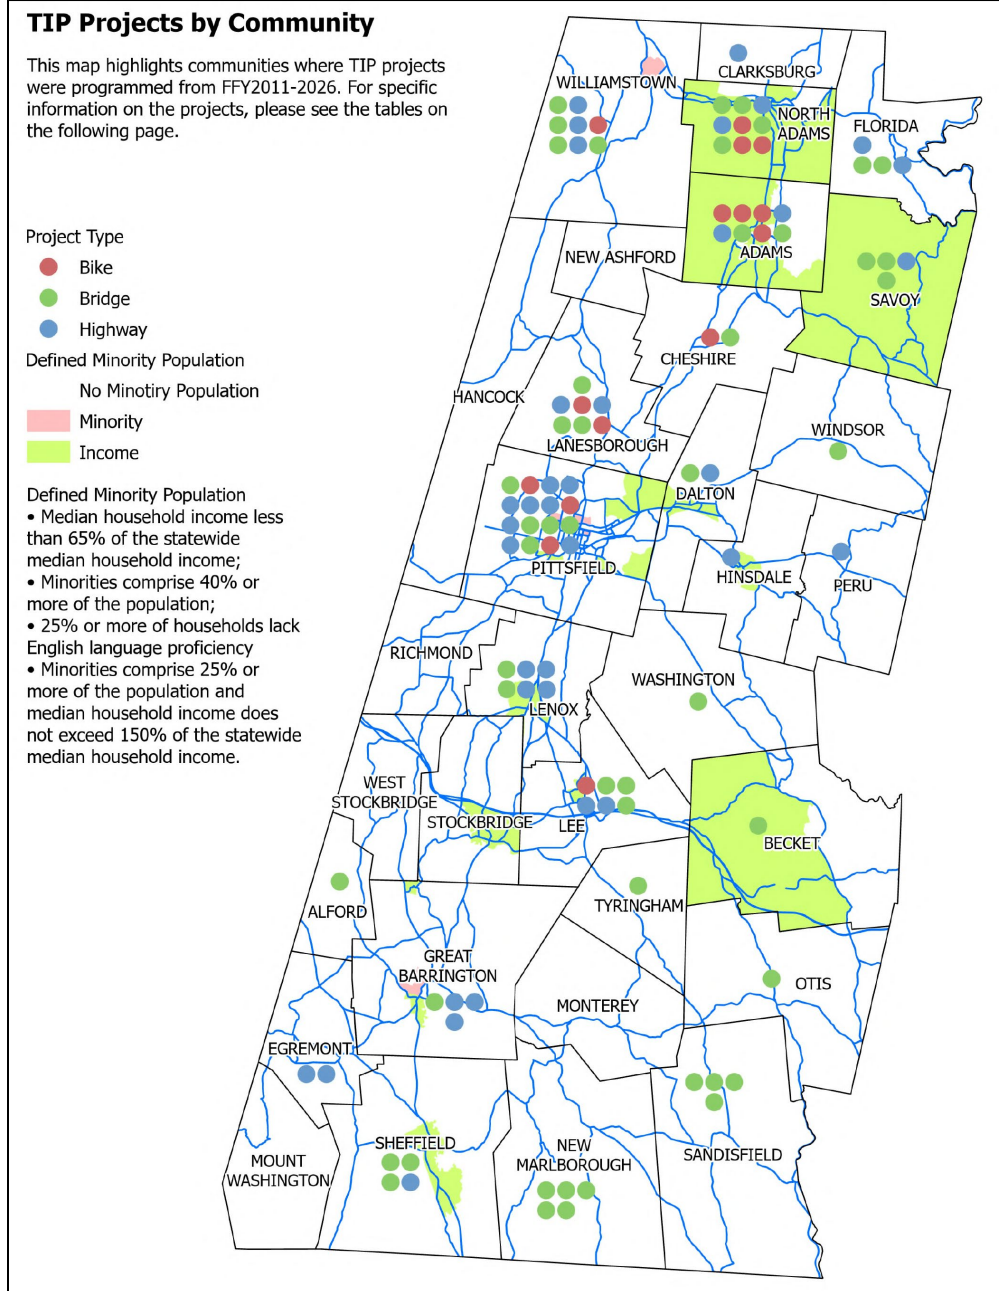 TIP Projects by Community
This map highlights communities where TIP projects
were programmed from FFY2011-2026. For specific
information on the projects, please see the tables on
the following page.
Project Type
Bike
Bridge
Highway
Defined Minority Population
No Minotiry Population
Minority
Income
Defined Minority Population
• Median household income less
than 65% of the statewide
median household income;
• Minorities comprise 40% or
more of the population;
• 25% or more of households lack
English language proficiency
• Minorities comprise 25% or
more of the population and
median household income does
not exceed 150% of the statewide
median household income.
WILLIAMSTOWN
CLARKSBURG
NORTH
ADAMS
FLORIDA
NEW ASHFORD
ADAMS
SAVOY
CHESHIRE
HANCOCK
LANESBOROUGH
WINDSOR
DALTON
PITTSFIELD
HINSDALE
PERU
RICHMOND
LENOX
WASHINGTON
WEST
STOCKBRIDGE
STOCKBRIDGE
LEE
BECKET
ALFORD
TYRINGHAM
GREAT
BARRINGTON
MONTEREY
OTIS
EGREMONT
SHEFFIELD
MOUNT
WASHINGTON
NEW
MARLBOROUGH
SANDISFIELD